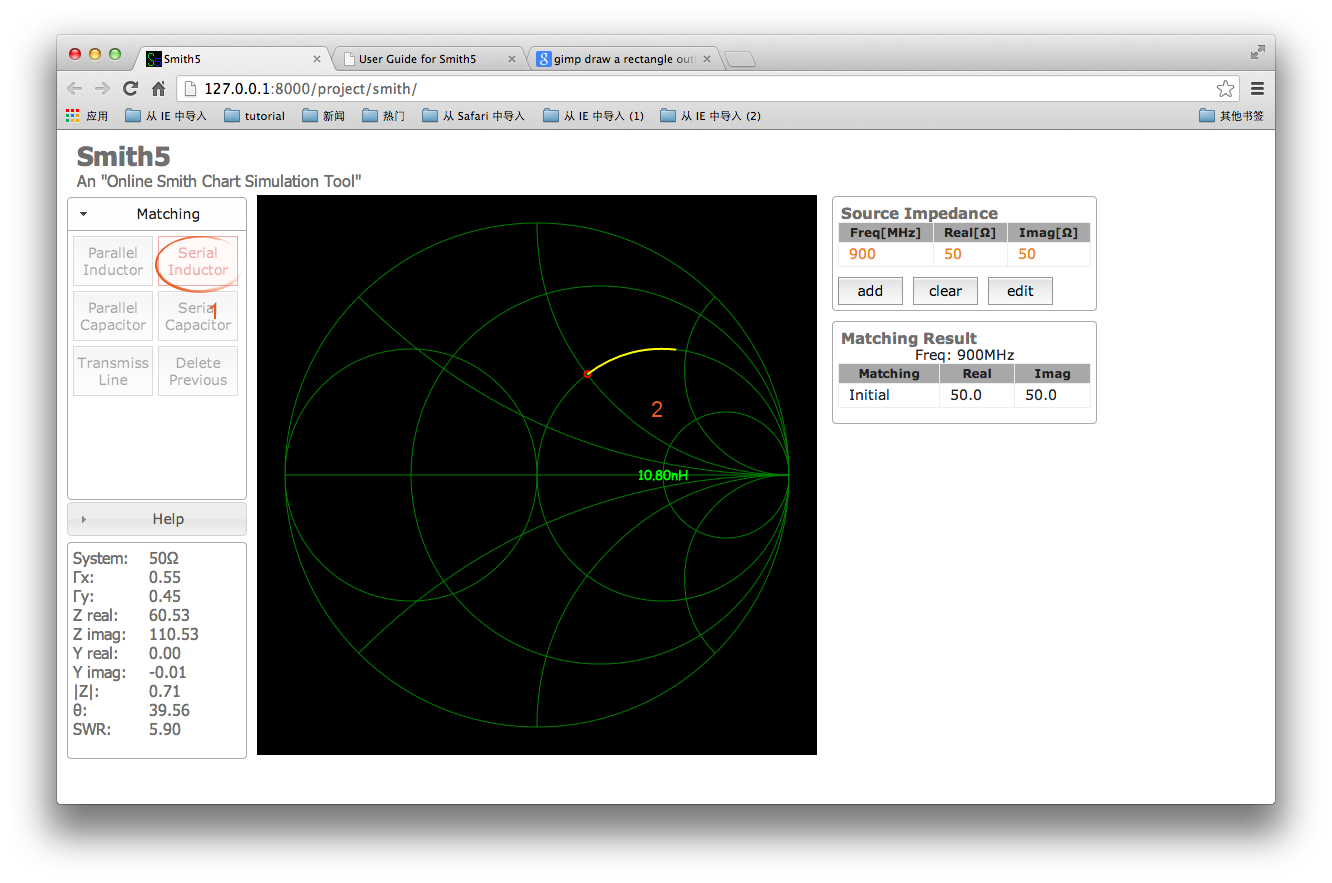 Smith5
User Guide for Smith5
gimp draw a rectangle out
127.0.0.1:8000/project/smith/
应用 从 IE 中导入 tutorial 新闻 热门 从 Safari 中导入 从 IE 中导入 (1) 从 IE 中导入 (2) 其他书签
Smith5
An "Online Smith Chart Simulation Tool"
Matching
Parallel Inductor
Serial Inductor
Parallel Capacitor
Serial Capacitor
1
Transmiss Line
Delete Previous
Help
System: 50Ω
Γx: 0.55
Γy: 0.45
Z real: 60.53
Z imag: 110.53
Y real: 0.00
Y imag: -0.01
|Z|: 0.71
θ: 39.56
SWR: 5.90
2
10.80nH
Source Impedance
Freq[MHz] Real[Ω] Imag[Ω]
900 50 50
add clear edit
Matching Result
Freq: 900MHz
Matching Real Imag
Initial 50.0 50.0